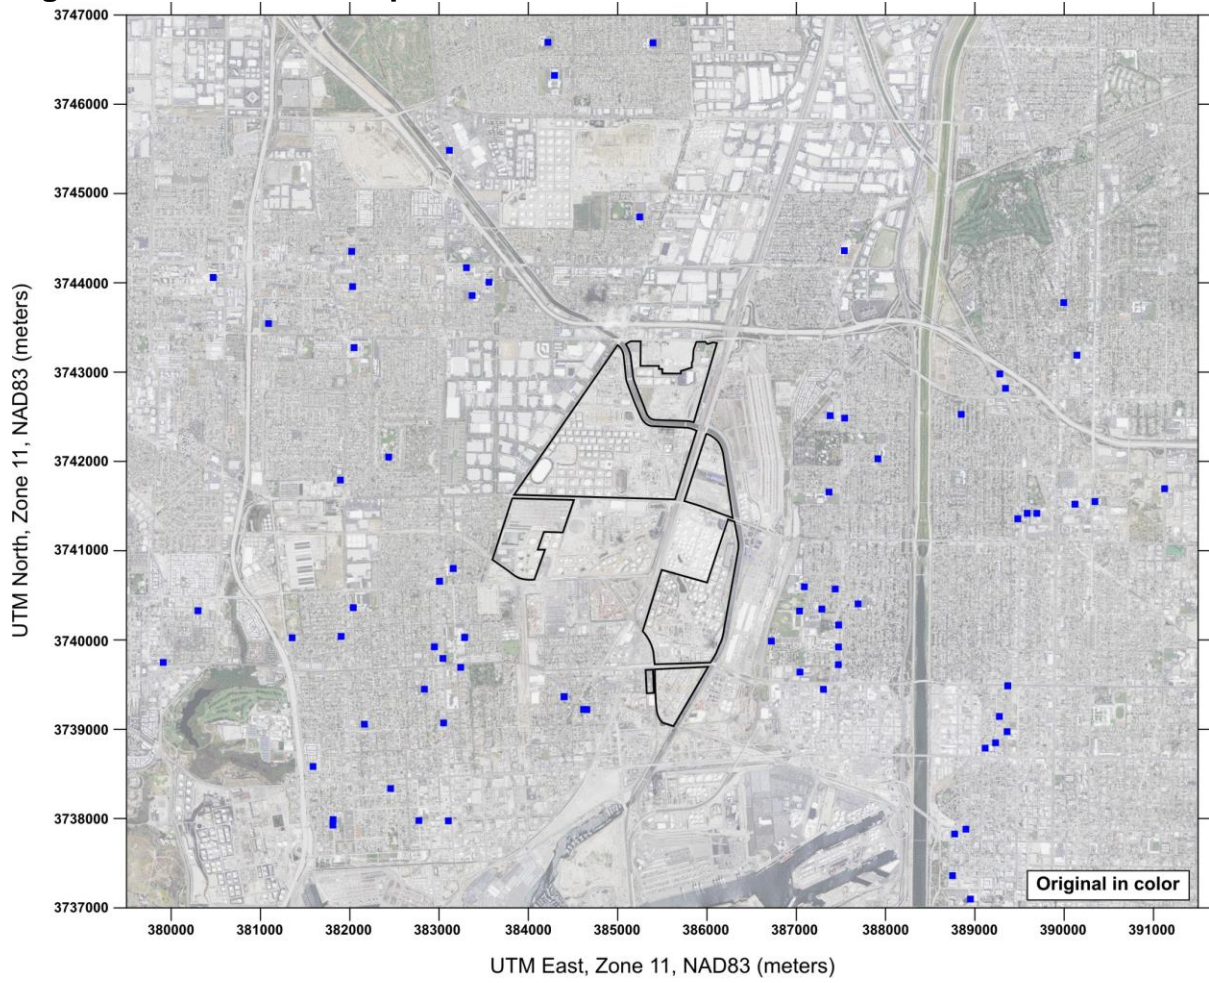 3747000
3746000
3745000
3744000
3743000
3742000
3741000
3740000
3739000
3738000
3737000
UTM North, Zone 11, NAD83 (meters)
Original in color
380000 381000 382000 383000 384000 385000 386000 387000 388000 389000 390000 391000
UTM East, Zone 11, NAD83 (meters)